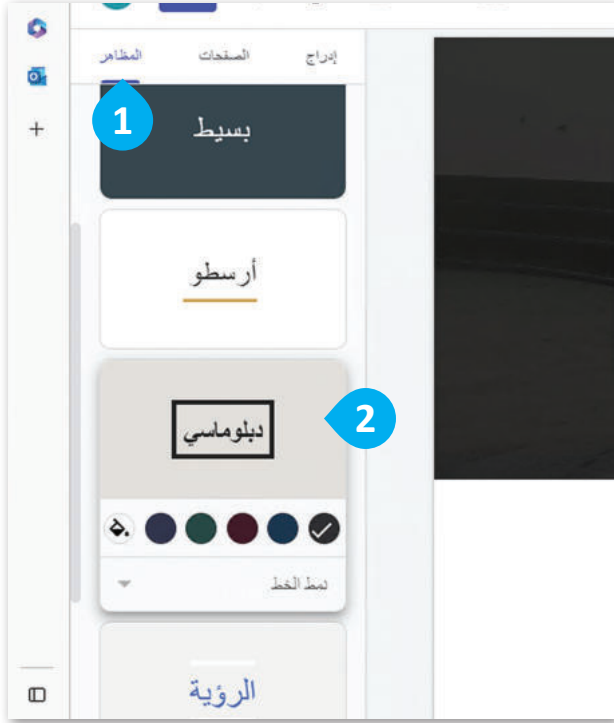 إدراج الصفحات المظاهر
1
بسيط
أرسطو
دبلوماسي
2
نمط الخط
الرؤية